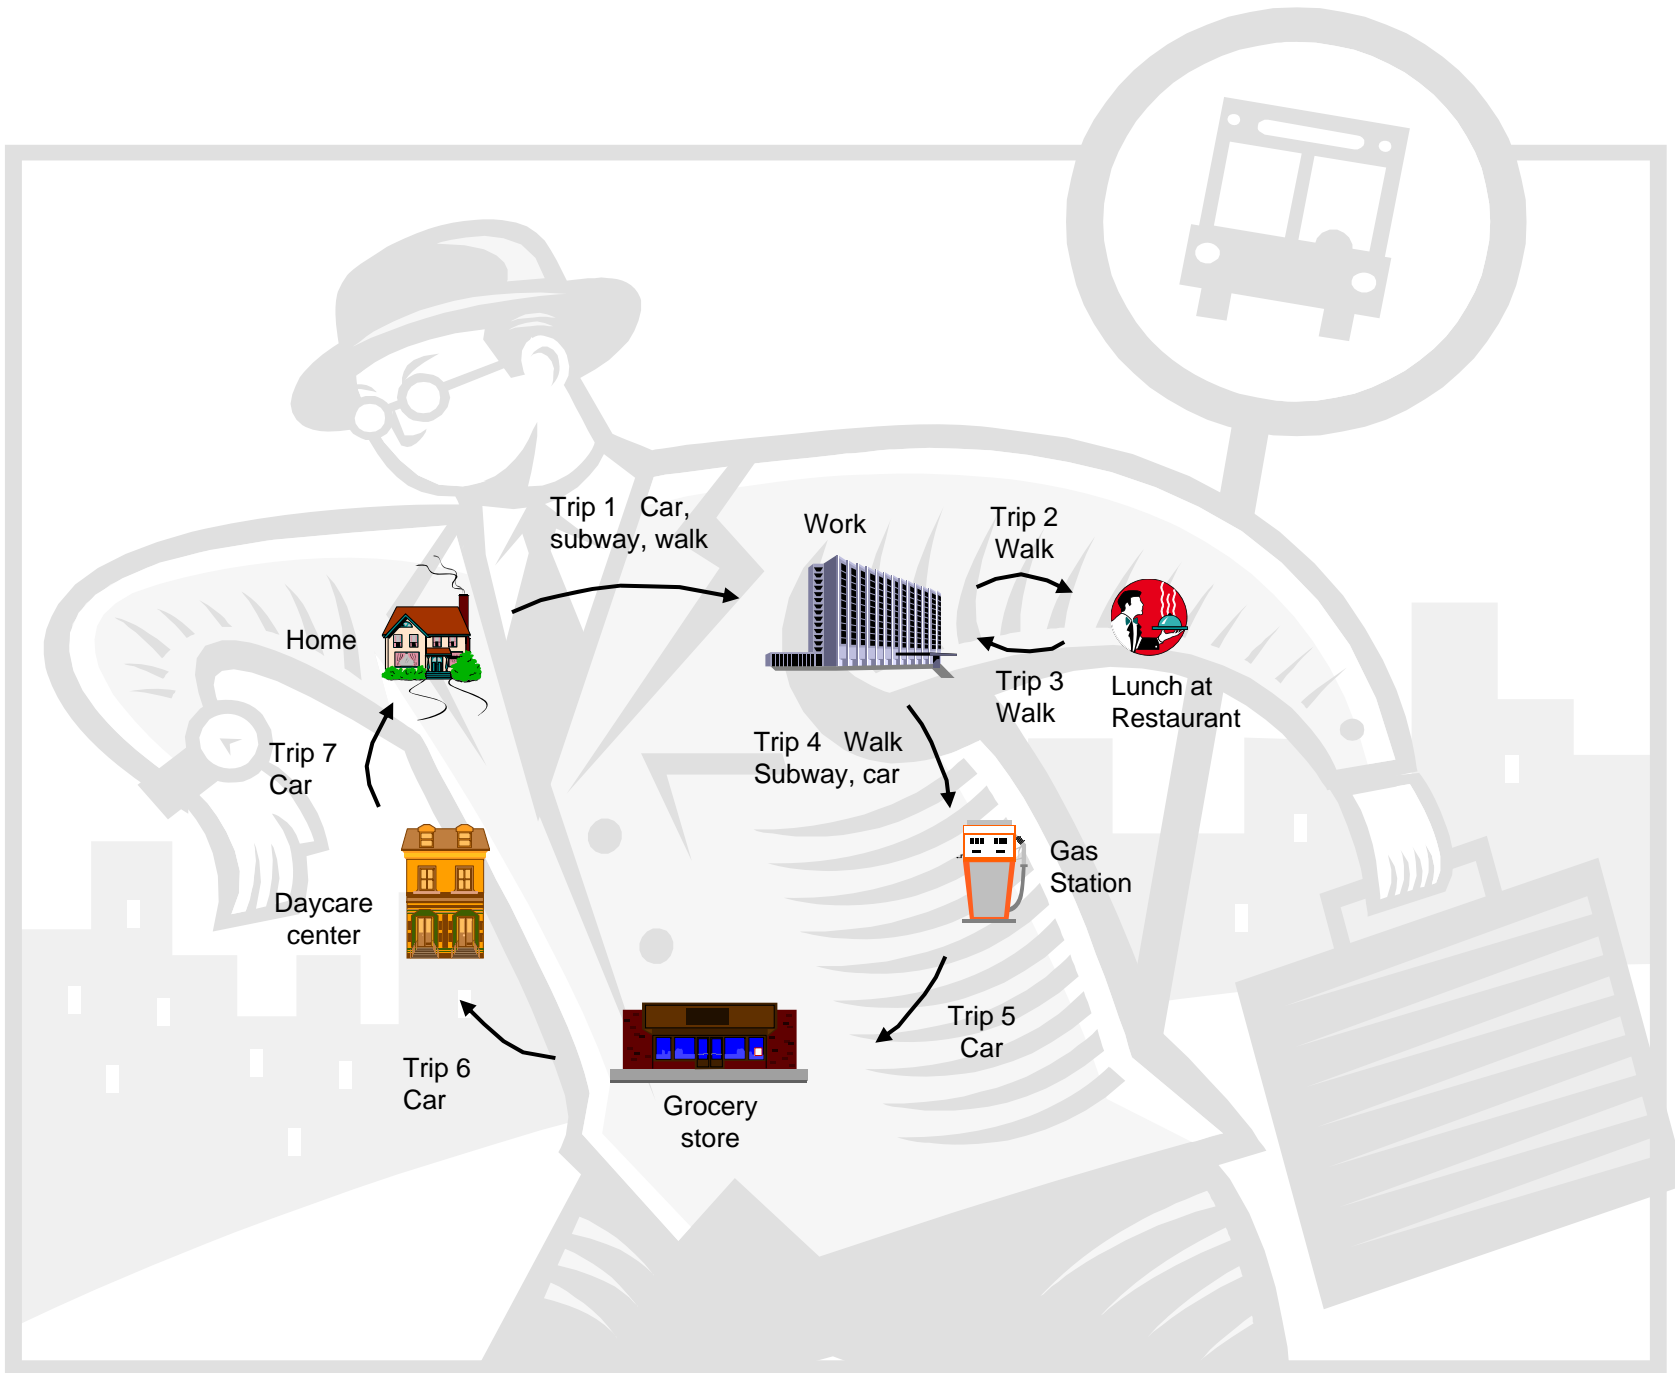 Trip 1 Car,
subway, walk
Work
Trip 2
Walk
Home
Trip 3
Walk
Lunch at
Restaurant
Trip 4 Walk
Subway, car
Trip 7
Car
Gas
Station
Daycare
center
Trip 5
Car
Trip 6
Car
Grocery
store